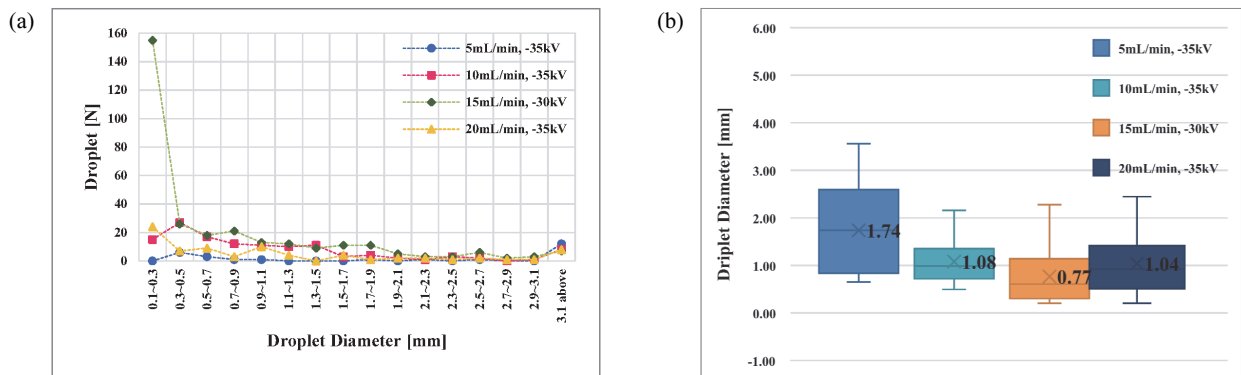 (a)
160
140
120
100
80
60
40
20
0
Droplet [N]
5mL/min, -35kV
10mL/min, -35kV
15mL/min, -30kV
20mL/min, -35kV
0.1~0.3
0.3~0.5
0.5~0.7
0.7~0.9
0.9~1.1
1.1~1.3
1.3~1.5
1.5~1.7
1.7~1.9
1.9~2.1
2.1~2.3
2.3~2.5
2.5~2.7
2.7~2.9
2.9~3.1
3.1 above
Droplet Diameter [mm]
(b)
6.00
5.00
4.00
3.00
2.00
1.00
0.00
-1.00
Driplet Diameter [mm]
5mL/min, -35kV
10mL/min, -35kV
15mL/min, -30kV
20mL/min, -35kV
1.74
1.08
0.77
1.04